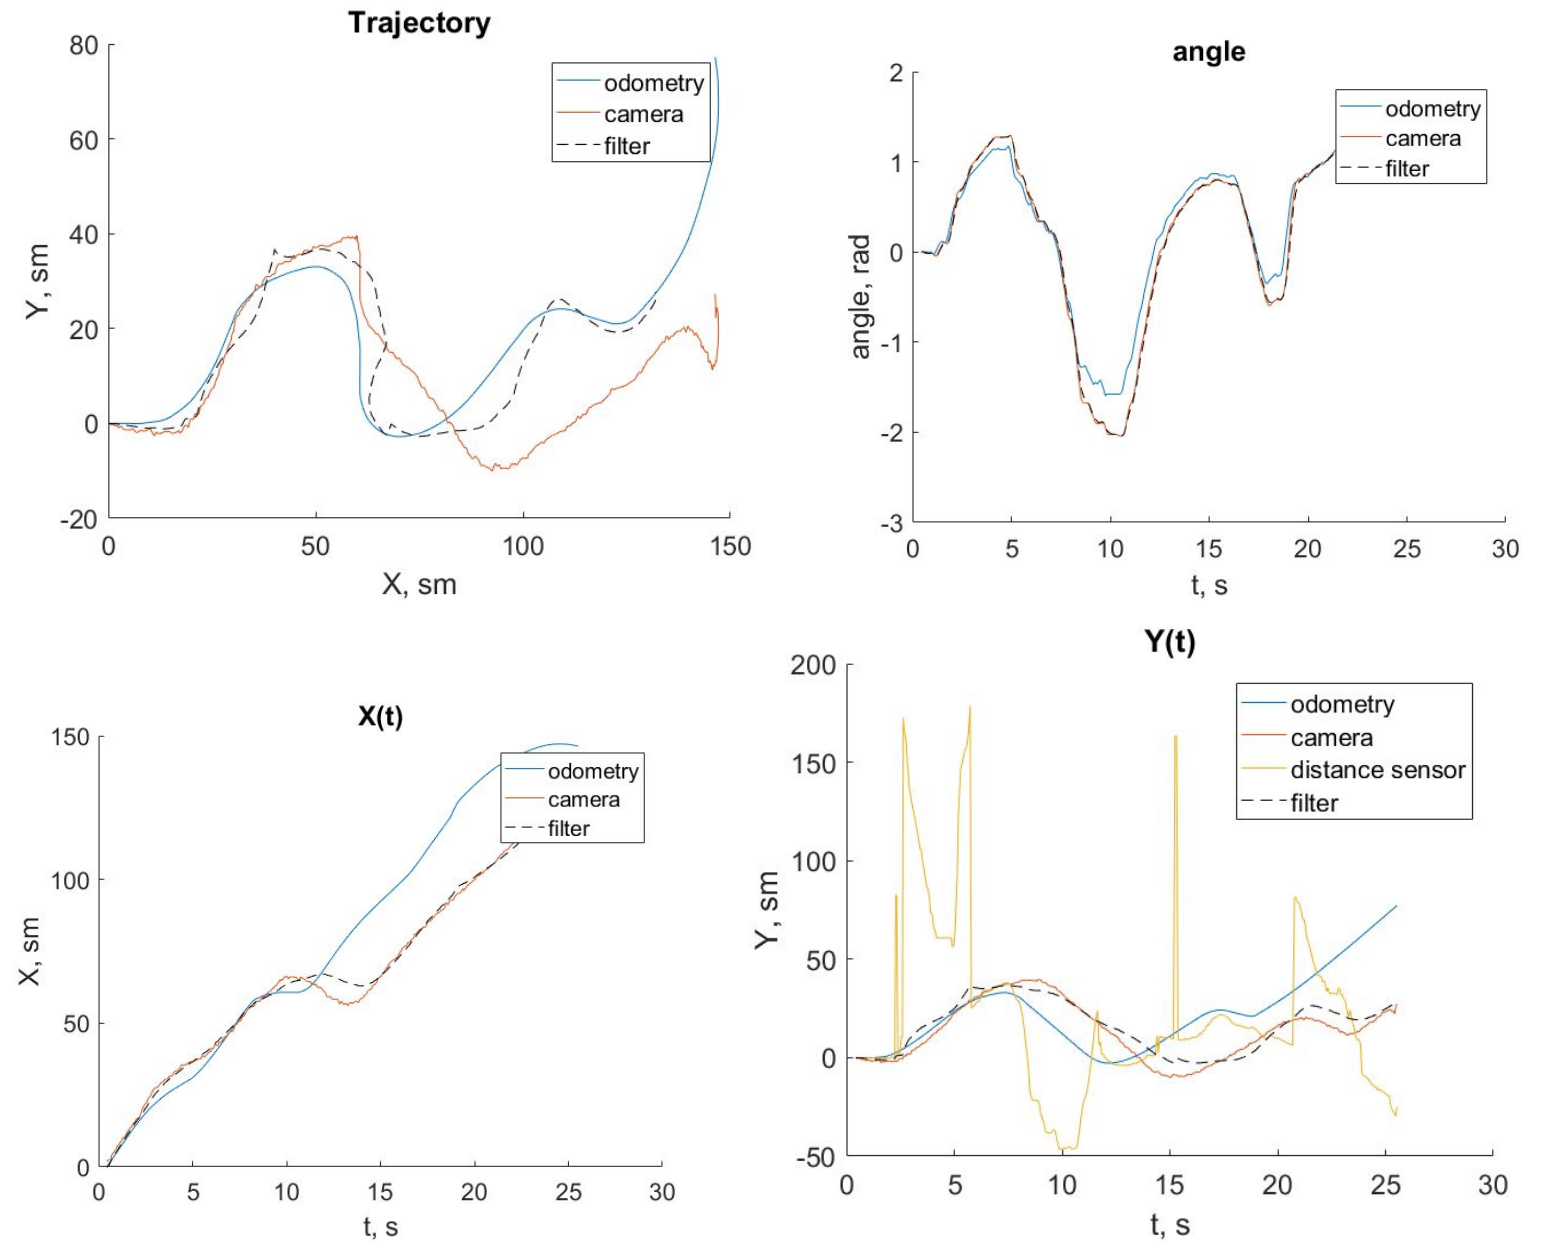 Trajectory
80
60
40
20
0
-20
Y, sm
0 50 100 150
X, sm
odometry
camera
filter
angle
2
1
0
-1
-2
-3
angle, rad
0 5 10 15 20 25 30
t, s
odometry
camera
filter
X(t)
150
100
50
0
X, sm
0 5 10 15 20 25 30
t, s
odometry
camera
filter
Y(t)
200
150
100
50
0
-50
Y, sm
0 5 10 15 20 25 30
t, s
odometry
camera
distance sensor
filter